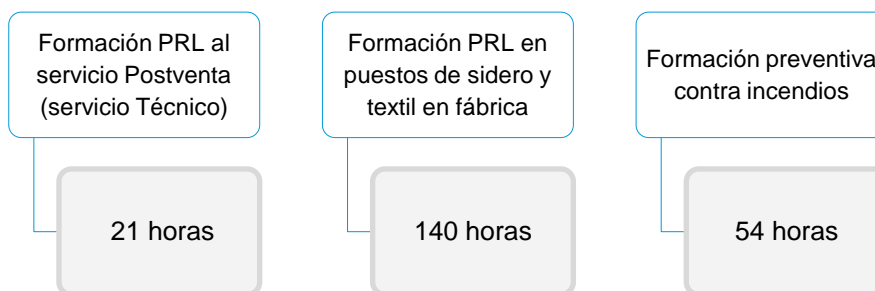 Formación PRL al
servicio Postventa
(servicio Técnico)
21 horas
Formación PRL en
puestos de sidero y
textil en fábrica
140 horas
Formación preventiva
contra incendios
54 horas